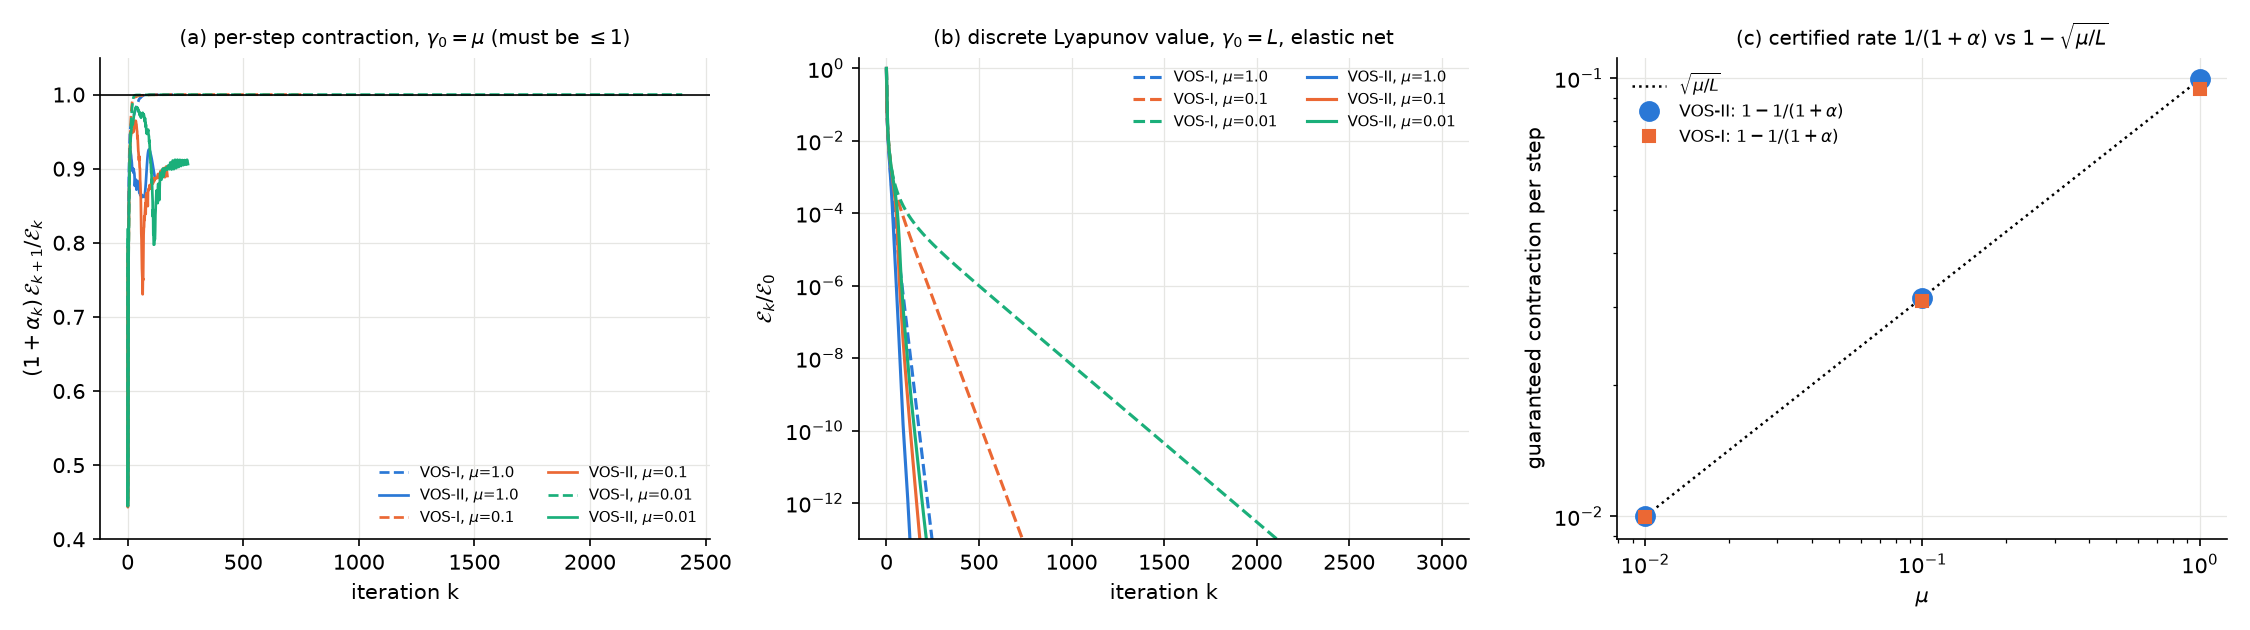 (a) per-step contraction, γ₀ = μ (must be ≤ 1)
(1 + αₖ) ℰₖ₊₁/ℰₖ
1.0
0.9
0.8
0.7
0.6
0.5
0.4
0
500
1000
1500
2000
2500
iteration k
VOS-I, μ=1.0
VOS-II, μ=1.0
VOS-I, μ=0.1
VOS-II, μ=0.1
VOS-I, μ=0.01
VOS-II, μ=0.01
(b) discrete Lyapunov value, γ₀ = L, elastic net
ℰₖ/ℰ₀
10⁰
10⁻²
10⁻⁴
10⁻⁶
10⁻⁸
10⁻¹⁰
10⁻¹²
0
500
1000
1500
2000
2500
3000
iteration k
VOS-I, μ=1.0
VOS-I, μ=0.1
VOS-I, μ=0.01
VOS-II, μ=1.0
VOS-II, μ=0.1
VOS-II, μ=0.01
(c) certified rate 1/(1 + α) vs 1 − √μ/L
guaranteed contraction per step
10⁻¹
10⁻²
10⁻²
10⁻¹
10⁰
μ
√μ/L
VOS-II: 1 − 1/(1 + α)
VOS-I: 1 − 1/(1 + α)